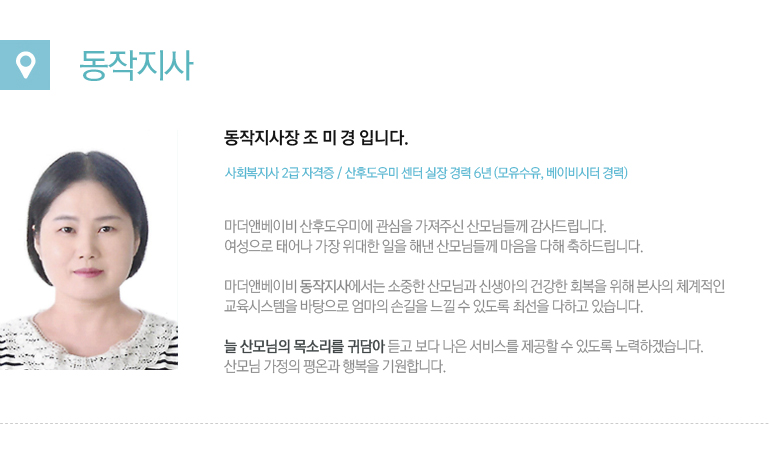 동작지사
동작지사장 조 미 경 입니다.
사회복지사 2급 자격증 / 산후도우미 센터 실장 경력 6년 (모유수유, 베이비시터 경력)
마더앤베이비 산후도우미에 관심을 가져주신 산모님들께 감사드립니다.
여성으로 태어나 가장 위대한 일을 해낸 산모님들께 마음을 다해 축하드립니다.
마더앤베이비 동작지사에서는 소중한 산모님과 신생아의 건강한 회복을 위해 본사의 체계적인
교육시스템을 바탕으로 엄마의 손길을 느낄 수 있도록 최선을 다하고 있습니다.
늘 산모님의 목소리를 귀담아 듣고 보다 나은 서비스를 제공할 수 있도록 노력하겠습니다.
산모님 가정의 평온과 행복을 기원합니다.